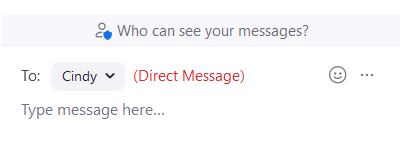 Who can see your messages?
To: Cindy (Direct Message)
Type message here...